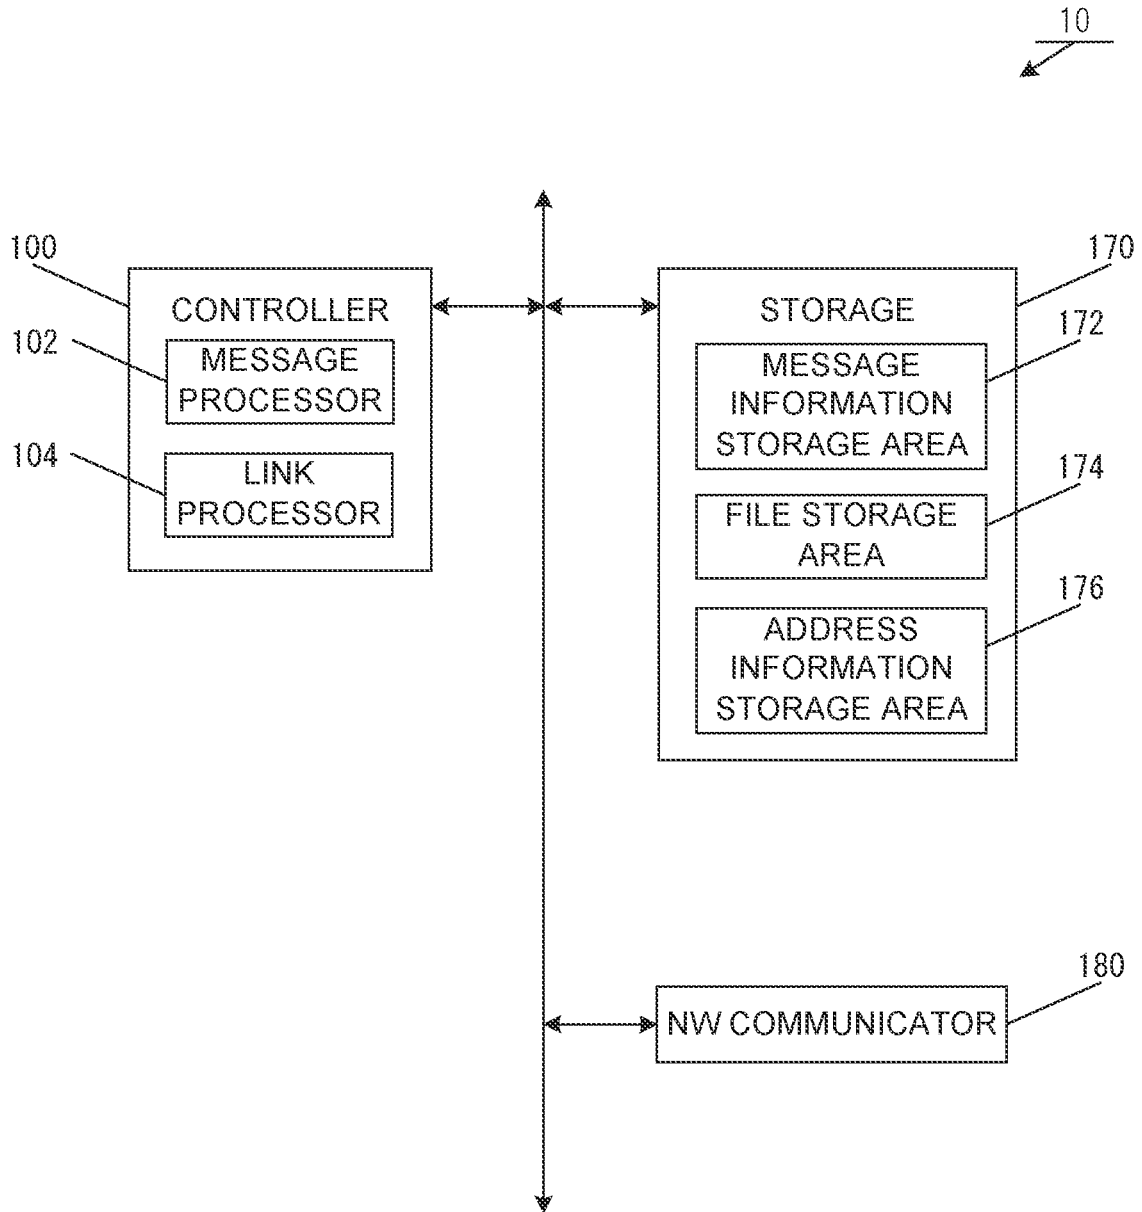 10
100
CONTROLLER
102
MESSAGE
PROCESSOR
104
LINK
PROCESSOR
170
STORAGE
172
MESSAGE
INFORMATION
STORAGE AREA
174
FILE STORAGE
AREA
176
ADDRESS
INFORMATION
STORAGE AREA
180
NW COMMUNICATOR